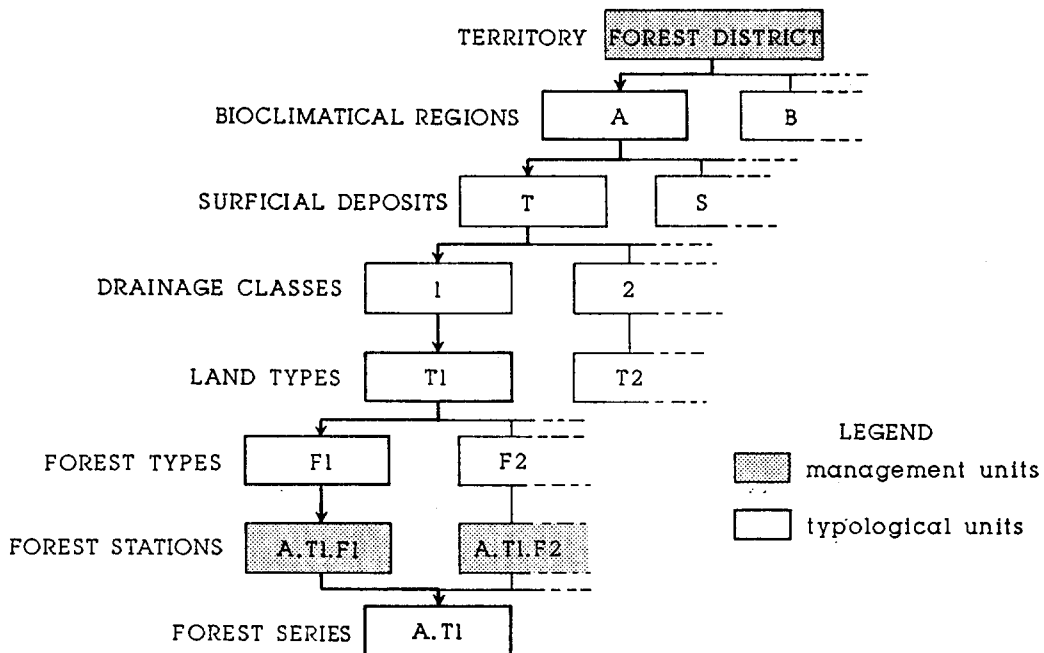 TERRITORY FOREST DISTRICT
BIOCLIMATICAL REGIONS A B
SURFICIAL DEPOSITS T S
DRAINAGE CLASSES 1 2
LAND TYPES T1 T2
FOREST TYPES F1 F2
LEGEND
management units
FOREST STATIONS A.T1.F1 A.T1.F2
typological units
FOREST SERIES A.T1